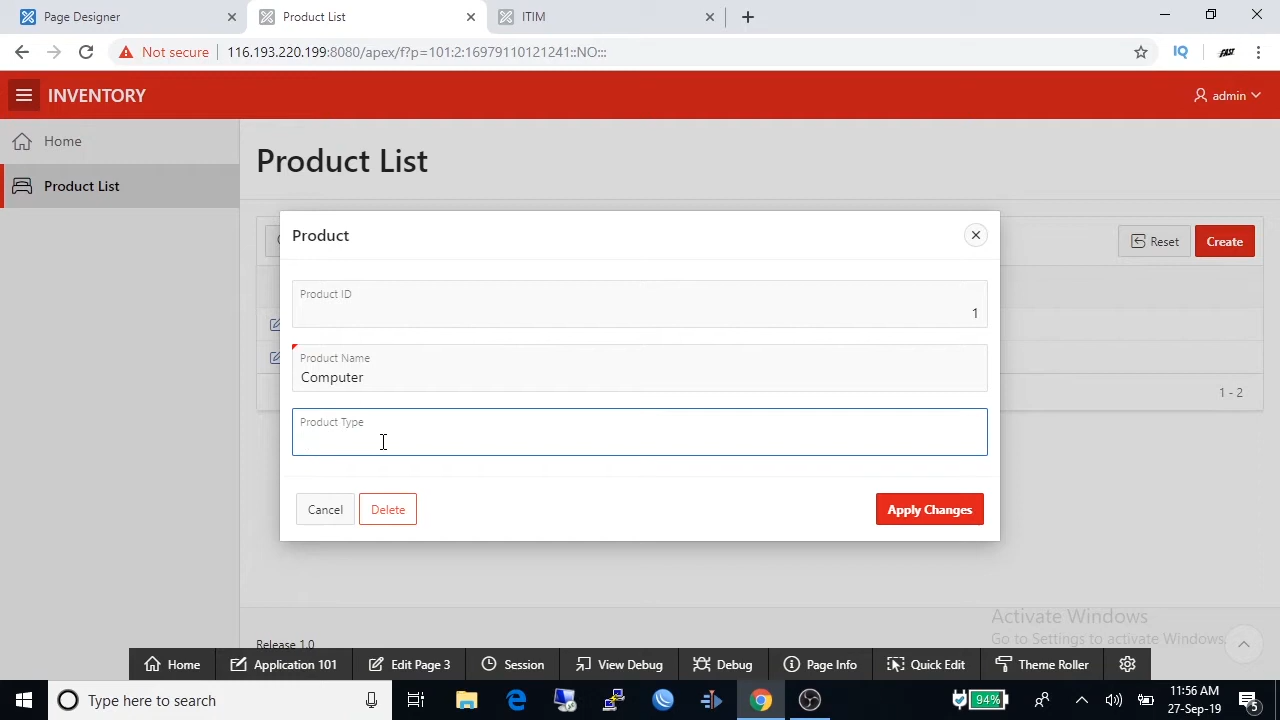 Page Designer
Product List
ITIM
Not secure
116.193.220.199:8080/apex/f?p=101:2:16979110121241::NO:::
IQ
FAST
INVENTORY
admin
Home
Product List
Product List
Reset
Create
Product
Product ID
1
Product Name
Computer
Product Type
1 - 2
Cancel
Delete
Apply Changes
Activate Windows
Go to Settings to activate Windows.
Release 1.0
Home
Application 101
Edit Page 3
Session
View Debug
Debug
Page Info
Quick Edit
Theme Roller
Type here to search
94%
11:56 AM
27-Sep-19
5